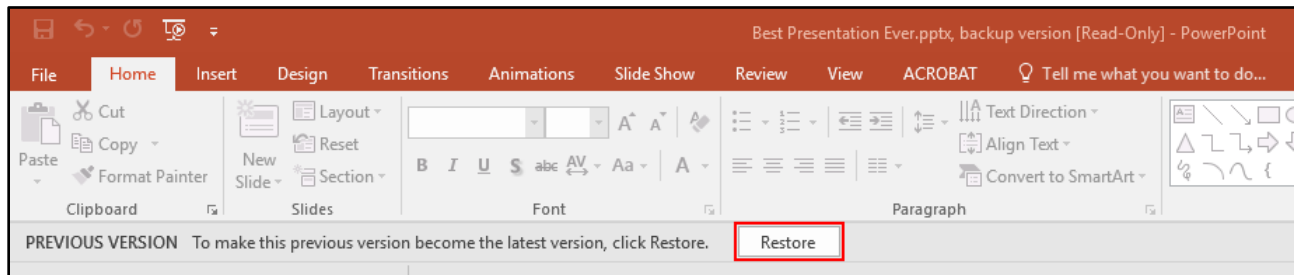 Best Presentation Ever.pptx, backup version [Read-Only] - PowerPoint
File Home Insert Design Transitions Animations Slide Show Review View ACROBAT Tell me what you want to do...
Cut
Copy
Paste
Format Painter
Clipboard
New Slide
Layout
Reset
Section
Slides
B I U S abc AV Aa A
Font
Text Direction
Align Text
Convert to SmartArt
Paragraph
PREVIOUS VERSION To make this previous version become the latest version, click Restore. Restore